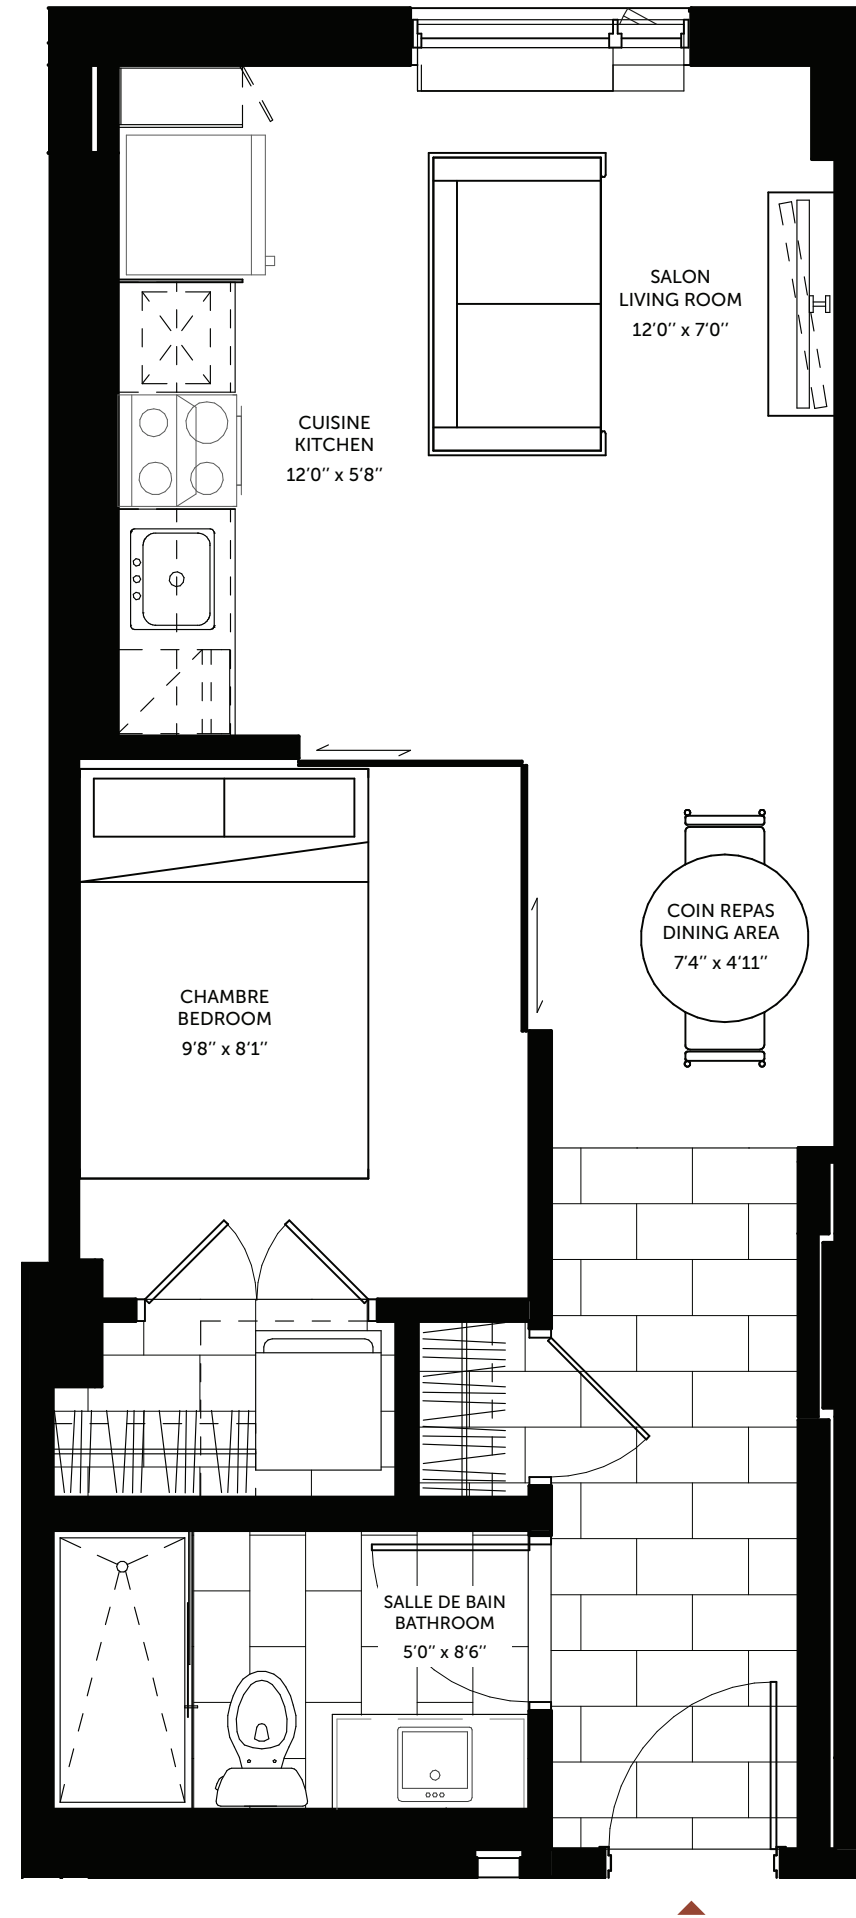 SALON
LIVING ROOM
12'0'' x 7'0''
CUISINE
KITCHEN
12'0'' x 5'8''
COIN REPAS
DINING AREA
7'4'' x 4'11''
CHAMBRE
BEDROOM
9'8'' x 8'1''
SALLE DE BAIN
BATHROOM
5'0'' x 8'6''